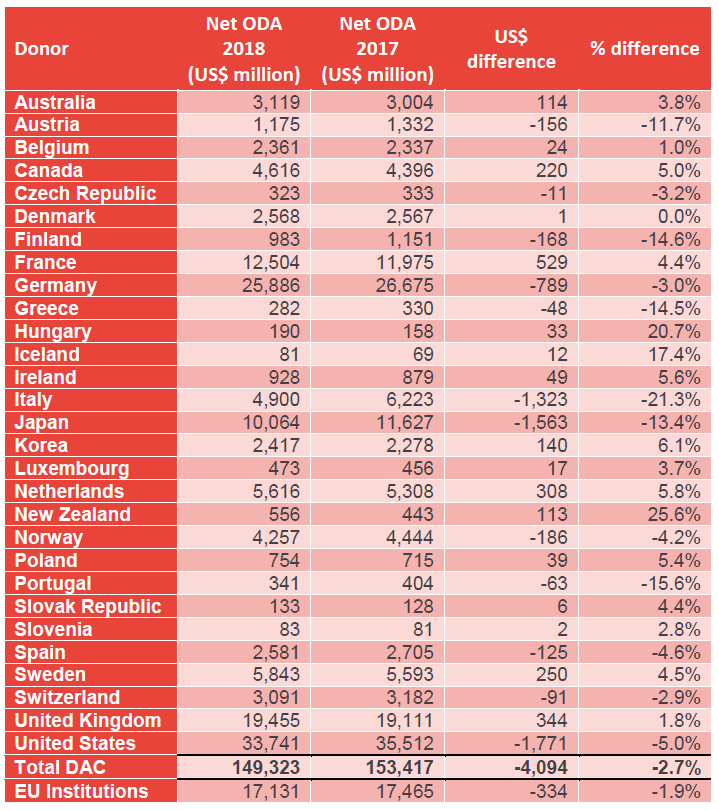 Donor Net ODA 2018 (US$ million) Net ODA 2017 (US$ million) US$ difference % difference
Australia 3,119 3,004 114 3.8%
Austria 1,175 1,332 -156 -11.7%
Belgium 2,361 2,337 24 1.0%
Canada 4,616 4,396 220 5.0%
Czech Republic 323 333 -11 -3.2%
Denmark 2,568 2,567 1 0.0%
Finland 983 1,151 -168 -14.6%
France 12,504 11,975 529 4.4%
Germany 25,886 26,675 -789 -3.0%
Greece 282 330 -48 -14.5%
Hungary 190 158 33 20.7%
Iceland 81 69 12 17.4%
Ireland 928 879 49 5.6%
Italy 4,900 6,223 -1,323 -21.3%
Japan 10,064 11,627 -1,563 -13.4%
Korea 2,417 2,278 140 6.1%
Luxembourg 473 456 17 3.7%
Netherlands 5,616 5,308 308 5.8%
New Zealand 556 443 113 25.6%
Norway 4,257 4,444 -186 -4.2%
Poland 754 715 39 5.4%
Portugal 341 404 -63 -15.6%
Slovak Republic 133 128 6 4.4%
Slovenia 83 81 2 2.8%
Spain 2,581 2,705 -125 -4.6%
Sweden 5,843 5,593 250 4.5%
Switzerland 3,091 3,182 -91 -2.9%
United Kingdom 19,455 19,111 344 1.8%
United States 33,741 35,512 -1,771 -5.0%
Total DAC 149,323 153,417 -4,094 -2.7%
EU Institutions 17,131 17,465 -334 -1.9%